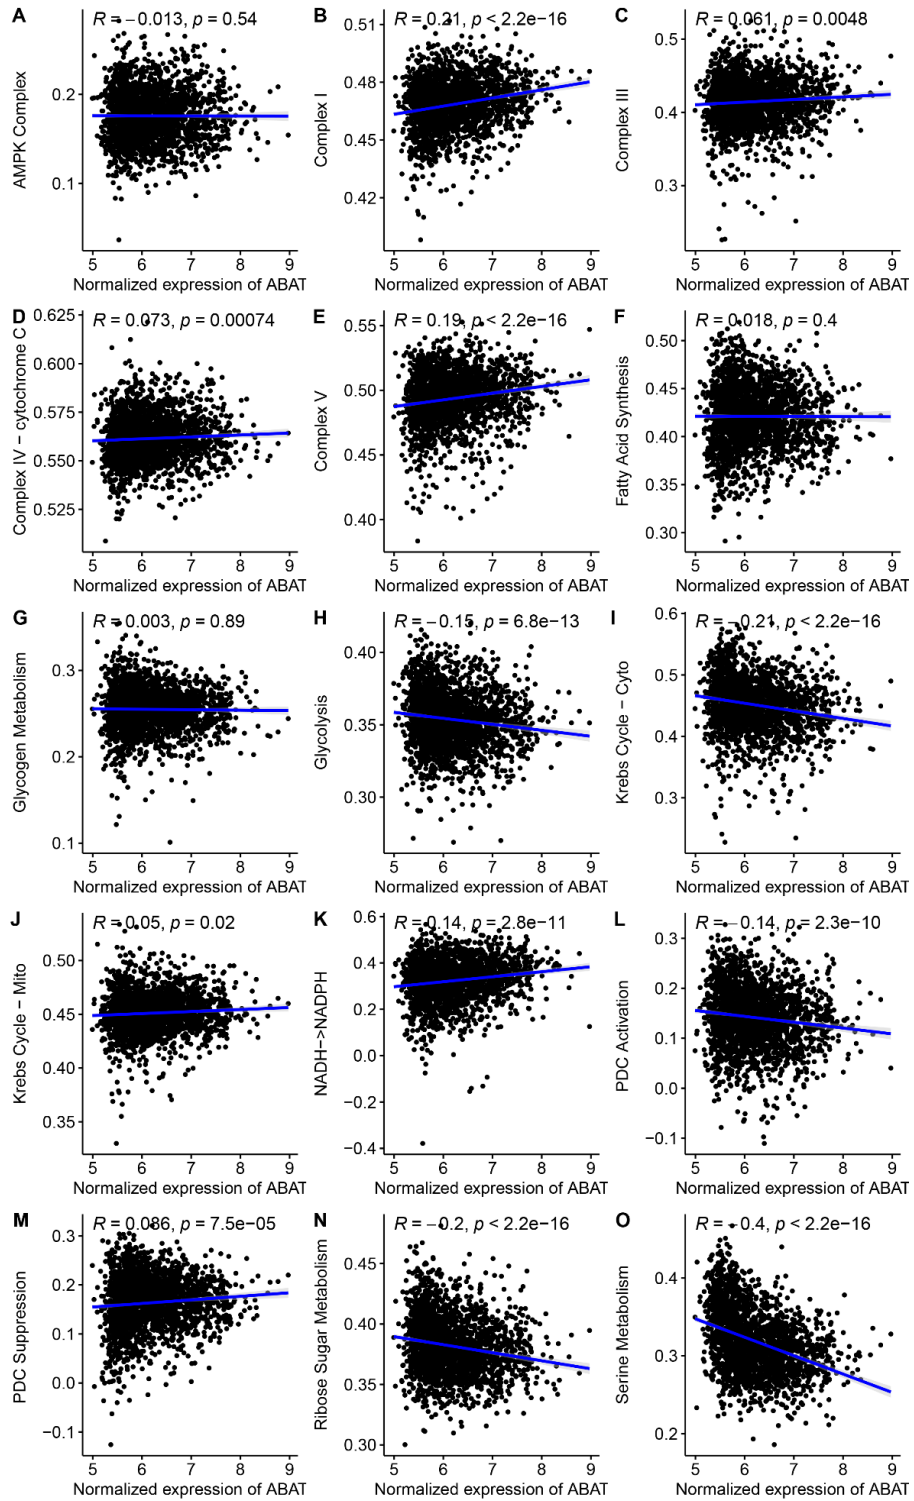 A
R = −0.013, p = 0.54
AMPK Complex
0.2
0.1
5 6 7 8 9
Normalized expression of ABAT
B
R = 0.21, p < 2.2e−16
Complex I
0.51
0.48
0.45
0.42
5 6 7 8 9
Normalized expression of ABAT
C
R = 0.061, p = 0.0048
Complex III
0.5
0.4
0.3
5 6 7 8 9
Normalized expression of ABAT
D
R = 0.073, p = 0.00074
Complex IV − cytochrome C
0.625
0.600
0.575
0.550
0.525
5 6 7 8 9
Normalized expression of ABAT
E
R = 0.19, p < 2.2e−16
Complex V
0.55
0.50
0.45
0.40
5 6 7 8 9
Normalized expression of ABAT
F
R = 0.018, p = 0.4
Fatty Acid Synthesis
0.50
0.45
0.40
0.35
0.30
5 6 7 8 9
Normalized expression of ABAT
G
R = 0.003, p = 0.89
Glycogen Metabolism
0.3
0.2
0.1
5 6 7 8 9
Normalized expression of ABAT
H
R = −0.15, p = 6.8e−13
Glycolysis
0.40
0.35
0.30
5 6 7 8 9
Normalized expression of ABAT
I
R = −0.21, p < 2.2e−16
Krebs Cycle − Cyto
0.6
0.5
0.4
0.3
5 6 7 8 9
Normalized expression of ABAT
J
R = 0.05, p = 0.02
Krebs Cycle − Mito
0.50
0.45
0.40
0.35
5 6 7 8 9
Normalized expression of ABAT
K
R = 0.14, p = 2.8e−11
NADH−>NADPH
0.6
0.4
0.2
0.0
−0.2
−0.4
5 6 7 8 9
Normalized expression of ABAT
L
R = −0.14, p = 2.3e−10
PDC Activation
0.3
0.2
0.1
0.0
−0.1
5 6 7 8 9
Normalized expression of ABAT
M
R = 0.086, p = 7.5e−05
PDC Suppression
0.3
0.2
0.1
0.0
−0.1
5 6 7 8 9
Normalized expression of ABAT
N
R = −0.2, p < 2.2e−16
Ribose Sugar Metabolism
0.45
0.40
0.35
0.30
5 6 7 8 9
Normalized expression of ABAT
O
R = −0.4, p < 2.2e−16
Serine Metabolism
0.4
0.3
0.2
5 6 7 8 9
Normalized expression of ABAT